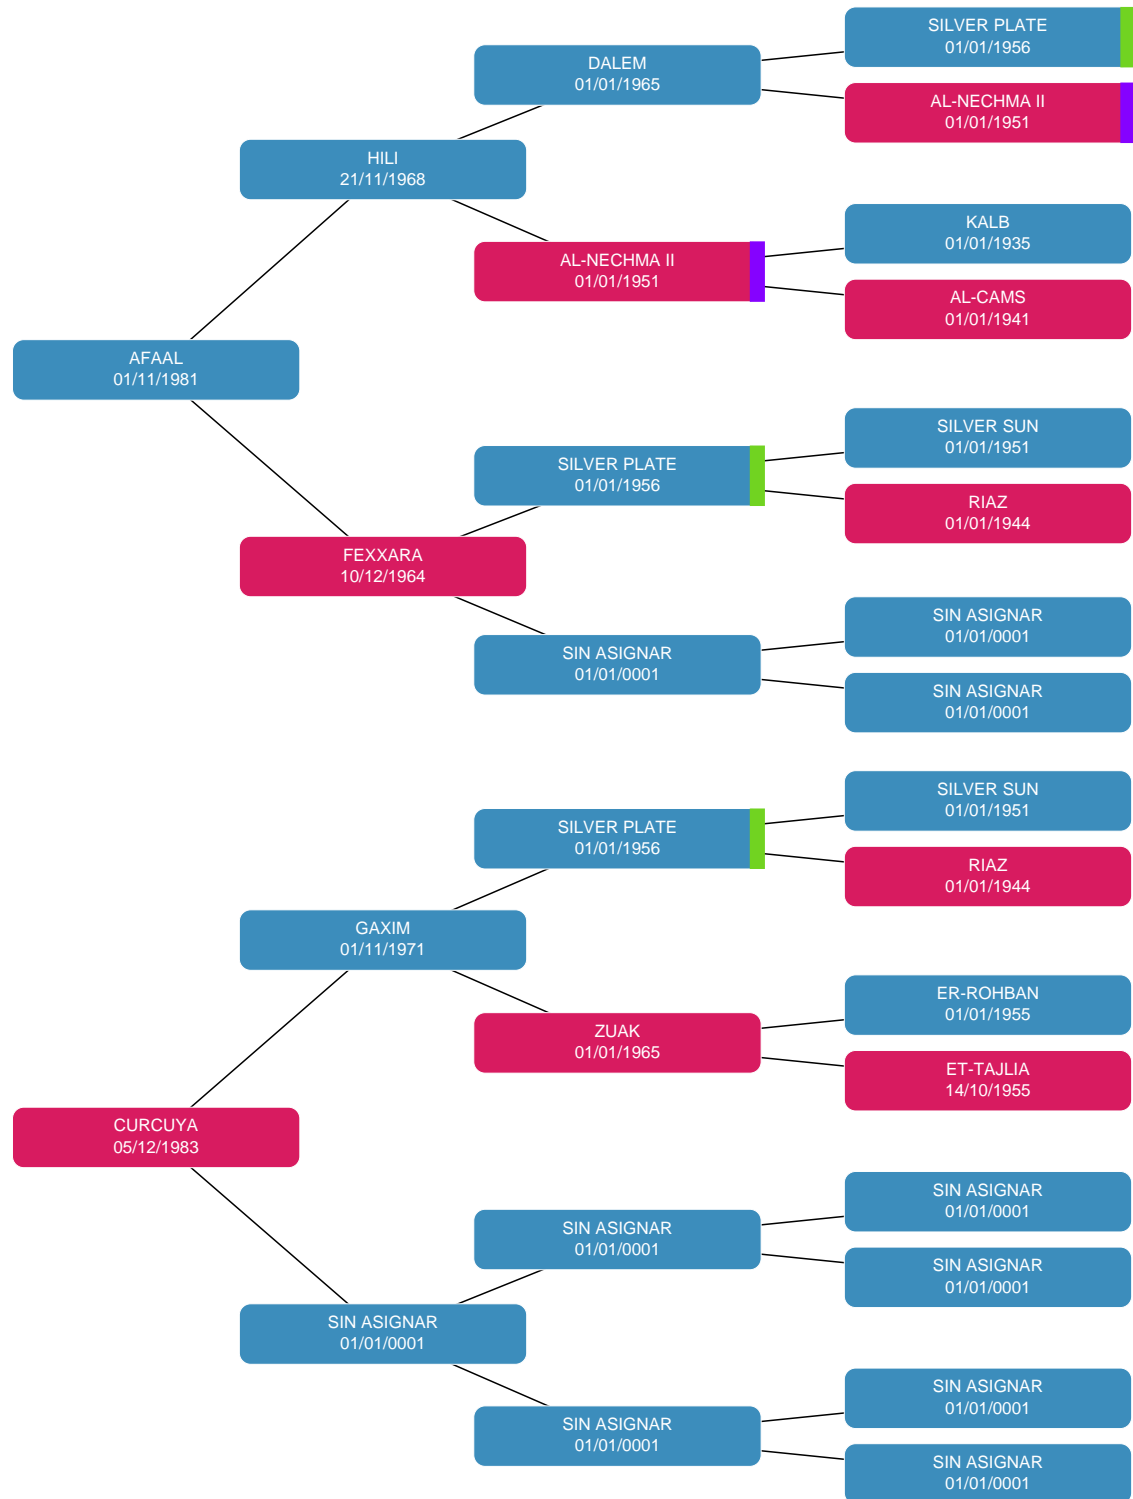 SILVER PLATE
01/01/1956
DALEM
01/01/1965
AL-NECHMA II
01/01/1951
HILI
21/11/1968
KALB
01/01/1935
AL-NECHMA II
01/01/1951
AL-CAMS
01/01/1941
AFAAL
01/11/1981
SILVER SUN
01/01/1951
SILVER PLATE
01/01/1956
RIAZ
01/01/1944
FEXXARA
10/12/1964
SIN ASIGNAR
01/01/0001
SIN ASIGNAR
01/01/0001
SIN ASIGNAR
01/01/0001
SILVER SUN
01/01/1951
SILVER PLATE
01/01/1956
RIAZ
01/01/1944
GAXIM
01/11/1971
ER-ROHBAN
01/01/1955
ZUAK
01/01/1965
ET-TAJLIA
14/10/1955
CURCUYA
05/12/1983
SIN ASIGNAR
01/01/0001
SIN ASIGNAR
01/01/0001
SIN ASIGNAR
01/01/0001
SIN ASIGNAR
01/01/0001
SIN ASIGNAR
01/01/0001
SIN ASIGNAR
01/01/0001
SIN ASIGNAR
01/01/0001